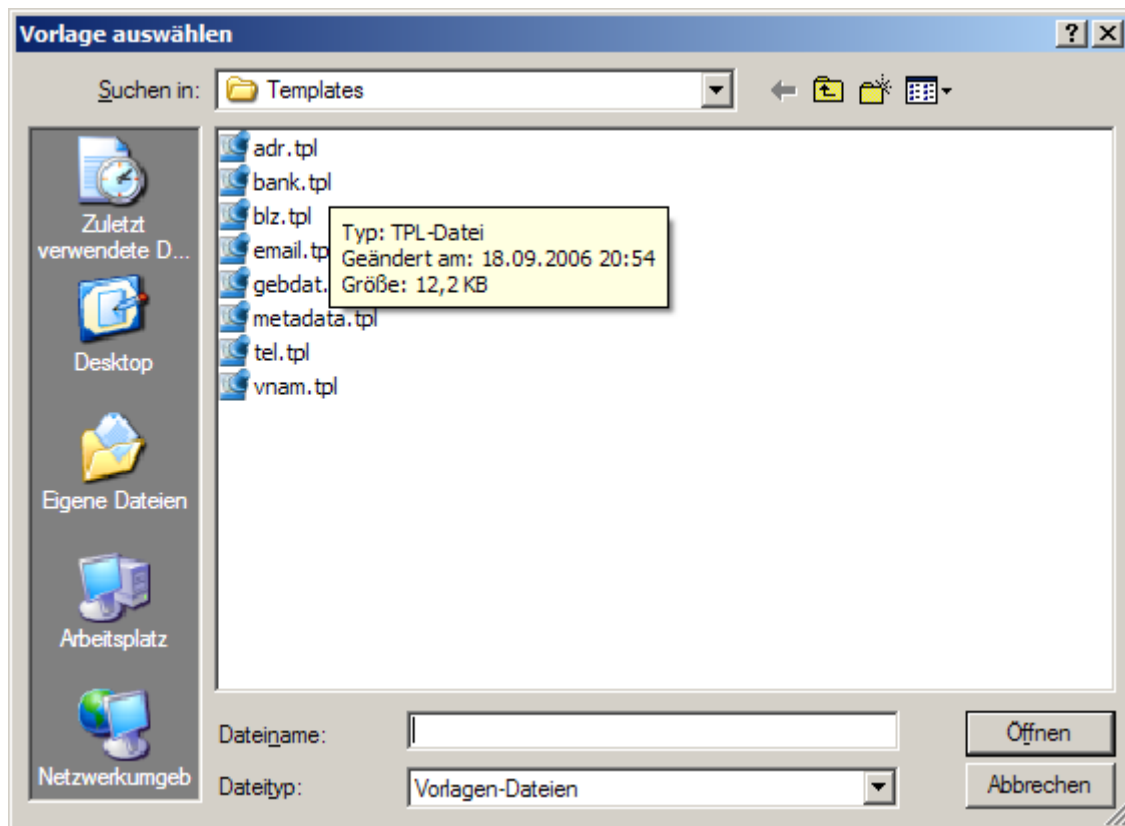 Vorlage auswählen
Suchen in:
Templates
adr.tpl
bank.tpl
blz.tpl
email.tp
gebdat.
metadata.tpl
tel.tpl
vnam.tpl
Typ: TPL-Datei
Geändert am: 18.09.2006 20:54
Größe: 12,2 KB
Zuletzt
verwendete D...
Desktop
Eigene Dateien
Arbeitsplatz
Netzwerkumgeb
Dateiname:
Öffnen
Dateityp:
Vorlagen-Dateien
Abbrechen